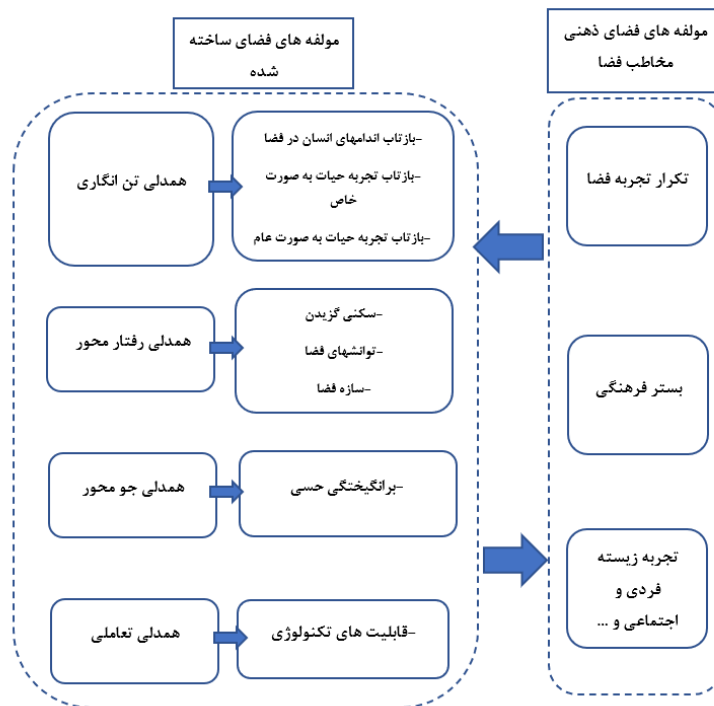 مولفه های فضای ذهنی
مخاطب فضا
تکرار تجربه فضا
بستر فرهنگی
تجربه زیسته
فردی و
اجتماعی و ...
مولفه های فضای ساخته
شده
همدلی تن انگاری
-بازتاب اندامهای انسان در فضا
-بازتاب تجربه حیات به صورت
خاص
-بازتاب تجربه حیات به صورت عام
همدلی رفتار محور
-سکنی گزیدن
-توانشهای فضا
-سازه فضا
همدلی جو محور
-برانگیختگی حسی
همدلی تعاملی
-قابلیت های تکنولوژی